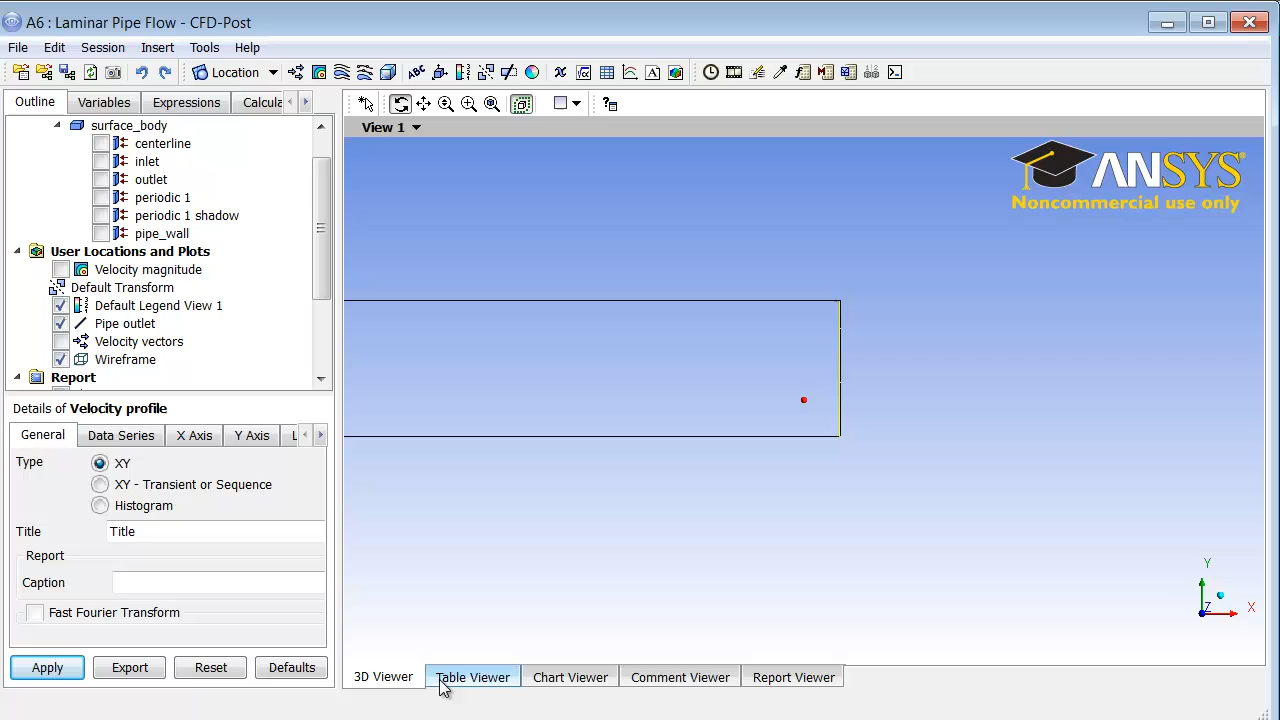 A6 : Laminar Pipe Flow - CFD-Post
File Edit Session Insert Tools Help
Location
Outline Variables Expressions Calcula
View 1
surface_body
centerline
inlet
outlet
periodic 1
periodic 1 shadow
pipe_wall
User Locations and Plots
Velocity magnitude
Default Transform
Default Legend View 1
Pipe outlet
Velocity vectors
Wireframe
Report
ANSYS
Noncommercial use only
Details of Velocity profile
General Data Series X Axis Y Axis L
Type
XY
XY - Transient or Sequence
Histogram
Title Title
Report
Caption
Fast Fourier Transform
Apply Export Reset Defaults
Y
Z X
3D Viewer Table Viewer Chart Viewer Comment Viewer Report Viewer